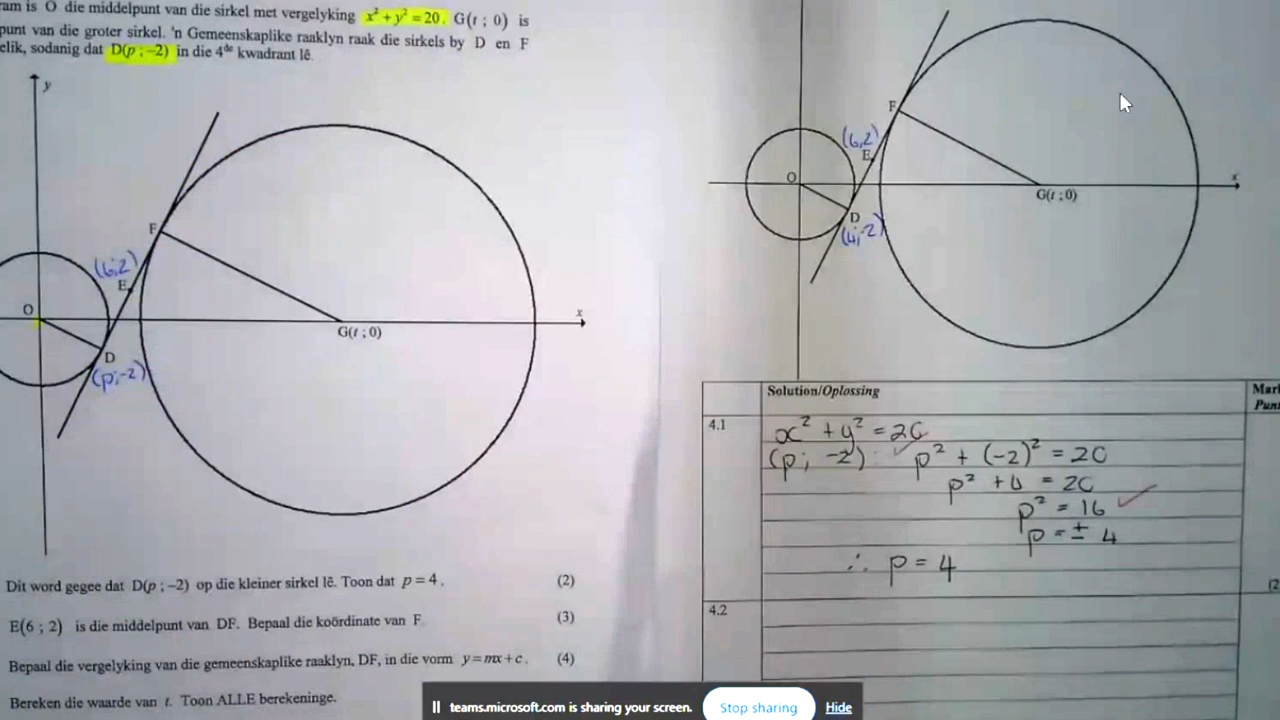 ram is O die middelpunt van die sirkel met vergelyking x² + y² = 20. G(t ; 0) is
punt van die groter sirkel. 'n Gemeenskaplike raaklyn raak die sirkels by D en F
elik, sodanig dat D(p ; −2) in die 4de kwadrant lê.
y
F
(6;2)
E
O
x
G(t ; 0)
D
(p;-2)
Dit word gegee dat D(p ; −2) op die kleiner sirkel lê. Toon dat p = 4. (2)
E(6 ; 2) is die middelpunt van DF. Bepaal die koördinate van F. (3)
Bepaal die vergelyking van die gemeenskaplike raaklyn, DF, in die vorm y = mx + c. (4)
Bereken die waarde van t. Toon ALLE berekeninge.
F
(6,2)
E
O
x
G(t ; 0)
D
(4;-2)
Solution/Oplossing
Mar
Pun
4.1
x² + y² = 20
(p; -2) p² + (-2)² = 20
p² + 4 = 20
p² = 16
p = ± 4
∴ p = 4
(2
4.2
teams.microsoft.com is sharing your screen. Stop sharing Hide